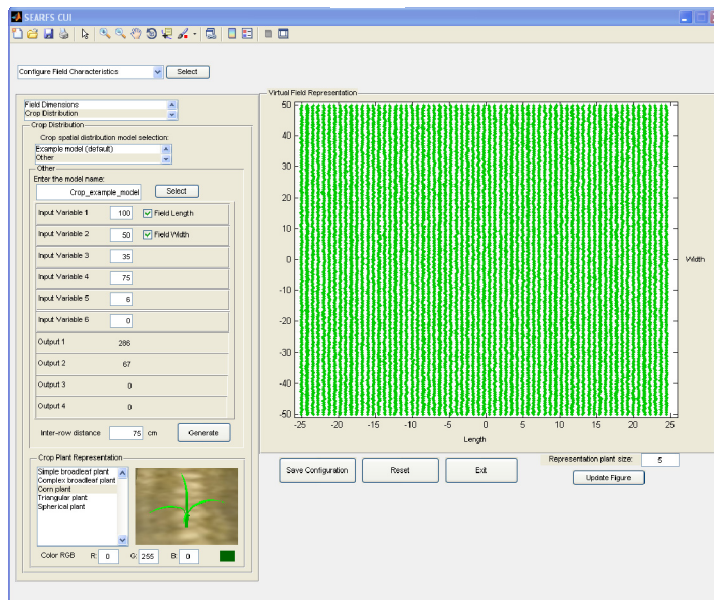 SEARFS CUI
Configure Field Characteristics
Select
Field Dimensions
Crop Distribution
Crop Distribution
Crop spatial distribution model selection:
Example model (default)
Other
Other
Enter the model name:
Crop_example_model
Select
Input Variable 1 100 Field Length
Input Variable 2 50 Field Width
Input Variable 3 35
Input Variable 4 75
Input Variable 5 6
Input Variable 6 0
Output 1 286
Output 2 67
Output 3 0
Output 4 0
Inter-row distance 75 cm Generate
Crop Plant Representation
Simple broadleaf plant
Complex broadleaf plant
Corn plant
Triangular plant
Spherical plant
Color RGB R: 0 G: 255 B: 0
Virtual Field Representation
50
40
30
20
10
0
-10
-20
-30
-40
-50
-25 -20 -15 -10 -5 0 5 10 15 20 25
Length
Width
Save Configuration
Reset
Exit
Representation plant size: 5
Update Figure